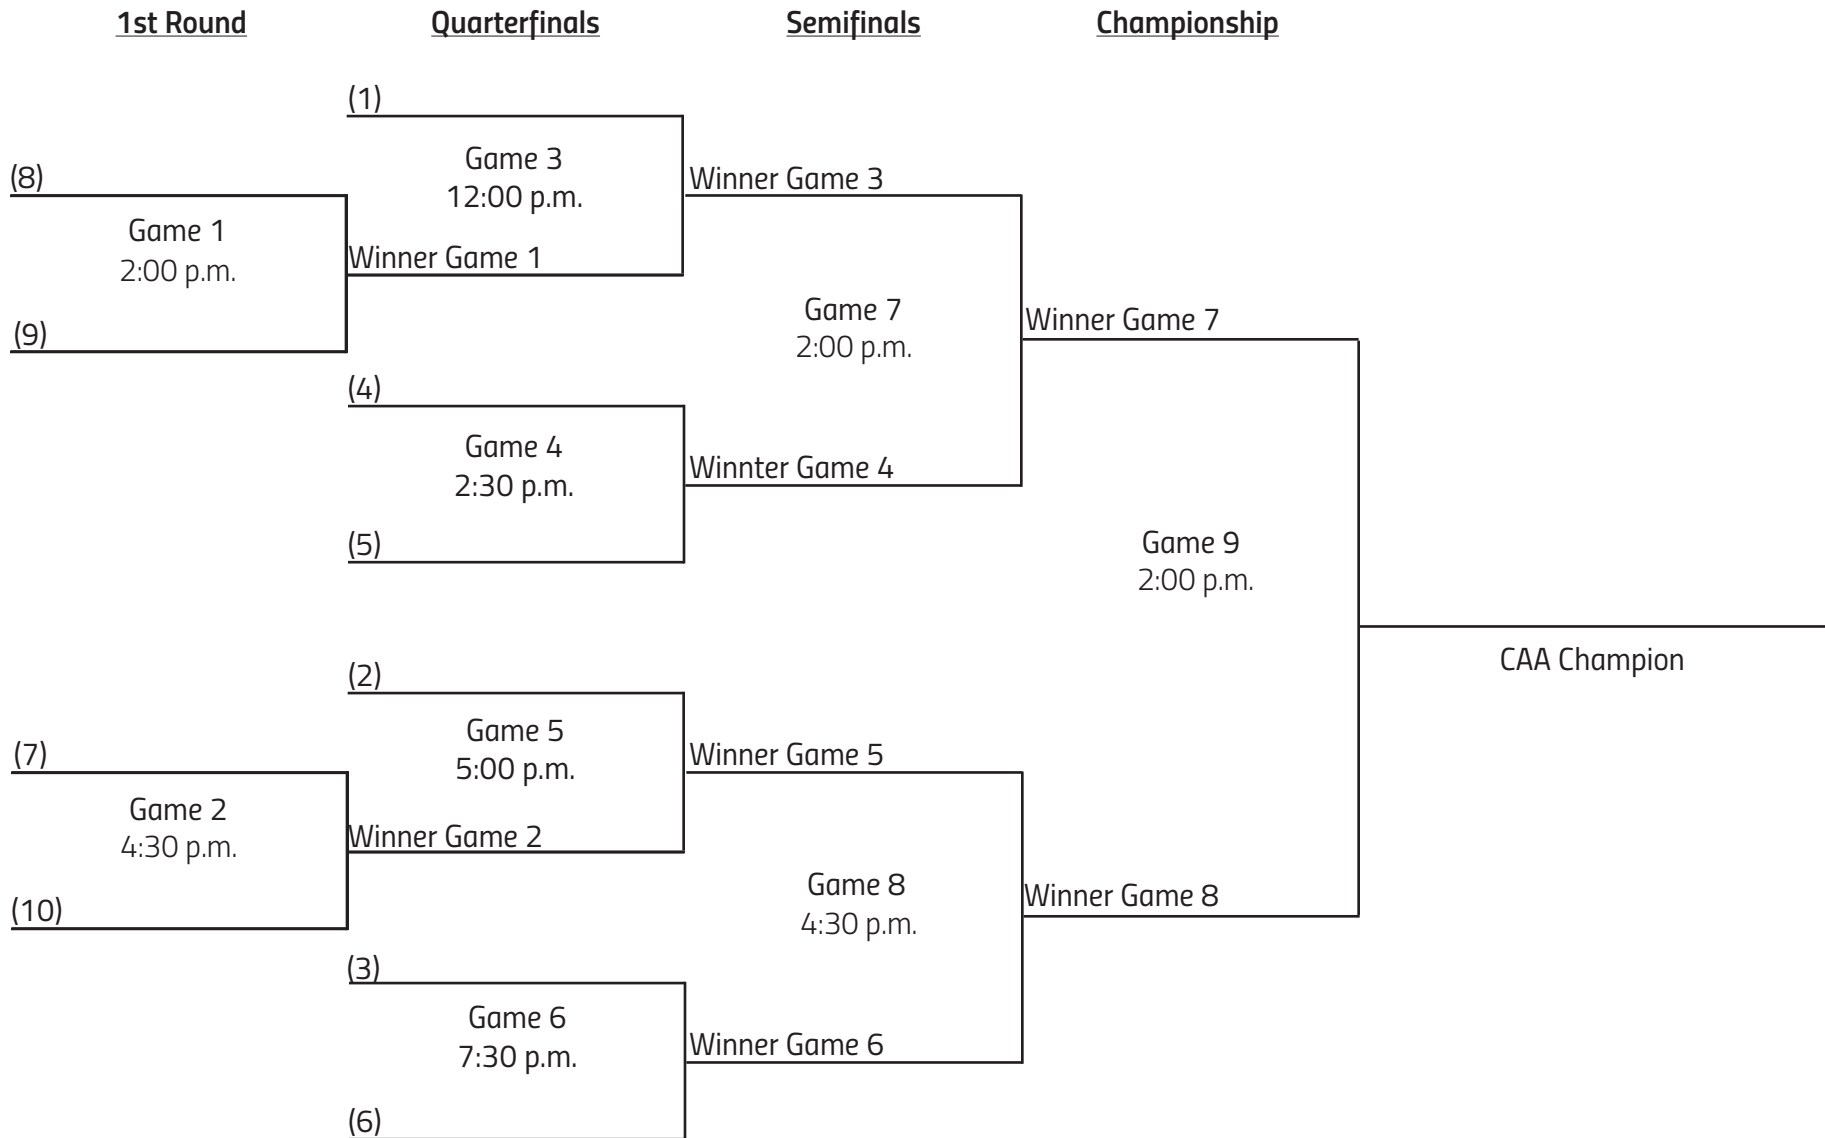 1st Round
Quarterfinals
Semifinals
Championship
(1)
Game 3
12:00 p.m.
(8)
Winner Game 3
Game 1
2:00 p.m.
Winner Game 1
(9)
Game 7
2:00 p.m.
Winner Game 7
(4)
Game 4
2:30 p.m.
Winnter Game 4
(5)
Game 9
2:00 p.m.
CAA Champion
(2)
Game 5
5:00 p.m.
(7)
Winner Game 5
Game 2
4:30 p.m.
Winner Game 2
(10)
Game 8
4:30 p.m.
Winner Game 8
(3)
Game 6
7:30 p.m.
Winner Game 6
(6)